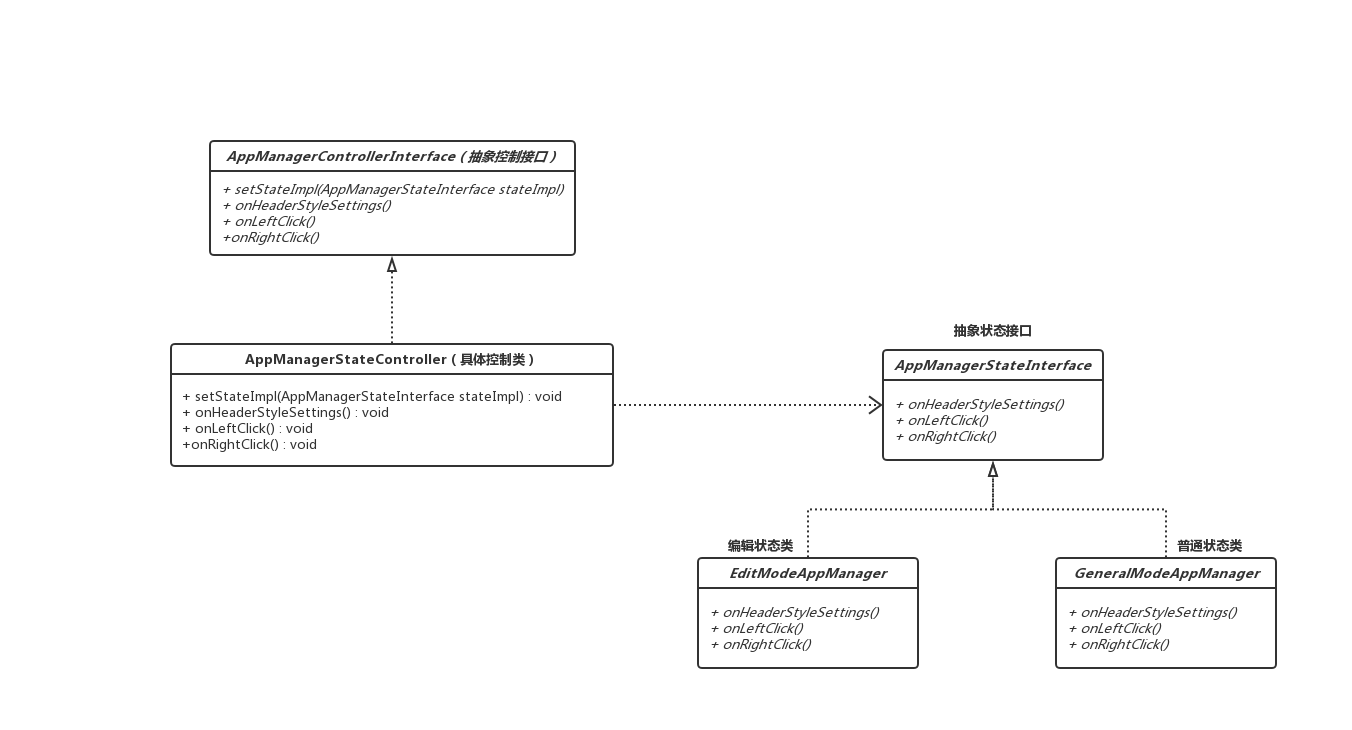 AppManagerControllerInterface（抽象控制接口）
+ setStateImpl(AppManagerStateInterface stateImpl)
+ onHeaderStyleSettings()
+ onLeftClick()
+onRightClick()
AppManagerStateController（具体控制类）
+ setStateImpl(AppManagerStateInterface stateImpl) : void
+ onHeaderStyleSettings() : void
+ onLeftClick() : void
+onRightClick() : void
抽象状态接口
AppManagerStateInterface
+ onHeaderStyleSettings()
+ onLeftClick()
+ onRightClick()
编辑状态类
EditModeAppManager
+ onHeaderStyleSettings()
+ onLeftClick()
+ onRightClick()
普通状态类
GeneralModeAppManager
+ onHeaderStyleSettings()
+ onLeftClick()
+ onRightClick()